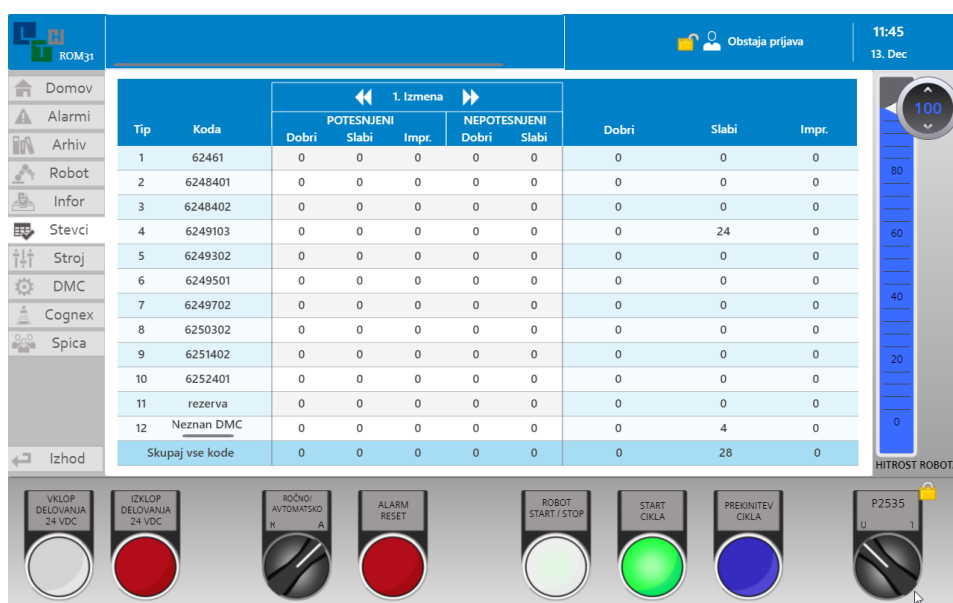 LTH
ROM31
Obstaja prijava
11:45
13. Dec
Domov
Alarmi
Arhiv
Robot
Infor
Stevci
Stroj
DMC
Cognex
Spica
Izhod
1. Izmena
POTESNJENI NEPOTESNJENI
Tip Koda Dobri Slabi Impr. Dobri Slabi Dobri Slabi Impr.
1 62461 0 0 0 0 0 0 0 0
2 6248401 0 0 0 0 0 0 0 0
3 6248402 0 0 0 0 0 0 0 0
4 6249103 0 0 0 0 0 0 24 0
5 6249302 0 0 0 0 0 0 0 0
6 6249501 0 0 0 0 0 0 0 0
7 6249702 0 0 0 0 0 0 0 0
8 6250302 0 0 0 0 0 0 0 0
9 6251402 0 0 0 0 0 0 0 0
10 6252401 0 0 0 0 0 0 0 0
11 rezerva 0 0 0 0 0 0 0 0
12 Neznan DMC 0 0 0 0 0 0 4 0
Skupaj vse kode 0 0 0 0 0 0 28 0
100
80
60
40
20
0
HITROST ROBOT
VKLOP
DELOVANJA
24 VDC
IZKLOP
DELOVANJA
24 VDC
ROČNO/
AVTOMATSKO
R A
ALARM
RESET
ROBOT
START / STOP
START
CIKLA
PREKINITEV
CIKLA
P2535
0 1